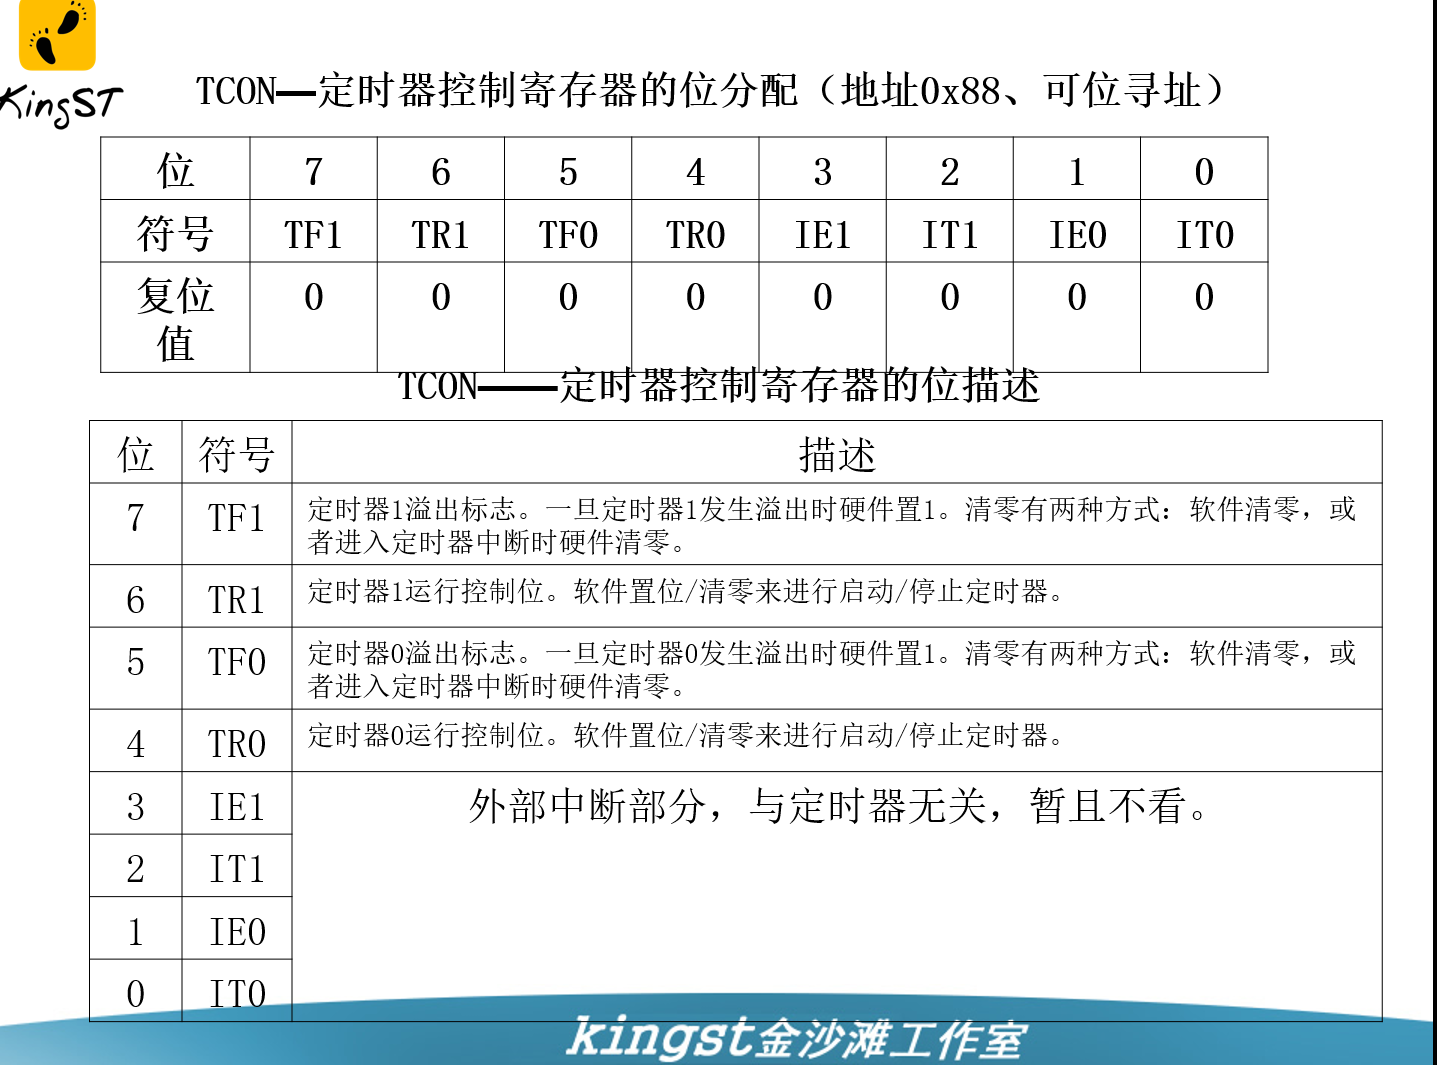 KingST
TCON—定时器控制寄存器的位分配（地址0x88、可位寻址）
位 7 6 5 4 3 2 1 0
符号 TF1 TR1 TF0 TR0 IE1 IT1 IE0 IT0
复位
值 0 0 0 0 0 0 0 0
TCON——定时器控制寄存器的位描述
位 符号 描述
7 TF1 定时器1溢出标志。一旦定时器1发生溢出时硬件置1。清零有两种方式：软件清零，或
者进入定时器中断时硬件清零。
6 TR1 定时器1运行控制位。软件置位/清零来进行启动/停止定时器。
5 TF0 定时器0溢出标志。一旦定时器0发生溢出时硬件置1。清零有两种方式：软件清零，或
者进入定时器中断时硬件清零。
4 TR0 定时器0运行控制位。软件置位/清零来进行启动/停止定时器。
3 IE1 外部中断部分，与定时器无关，暂且不看。
2 IT1
1 IE0
0 IT0
kingst金沙滩工作室